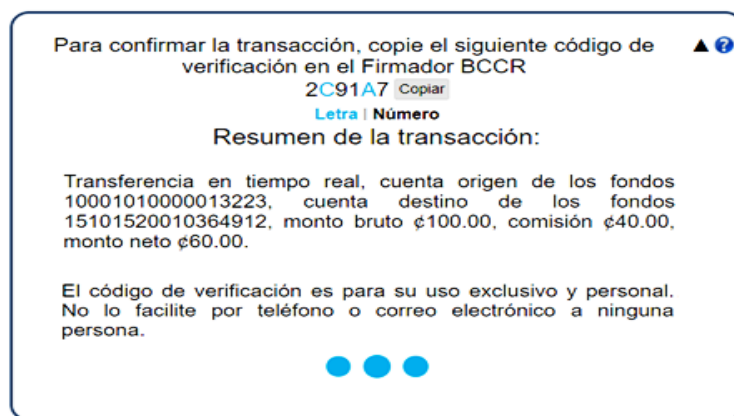 Para confirmar la transacción, copie el siguiente código de
verificación en el Firmador BCCR
2C91A7 Copiar
Letra | Número
Resumen de la transacción:
Transferencia en tiempo real, cuenta origen de los fondos
10001010000013223, cuenta destino de los fondos
15101520010364912, monto bruto ¢100.00, comisión ¢40.00,
monto neto ¢60.00.
El código de verificación es para su uso exclusivo y personal.
No lo facilite por teléfono o correo electrónico a ninguna
persona.